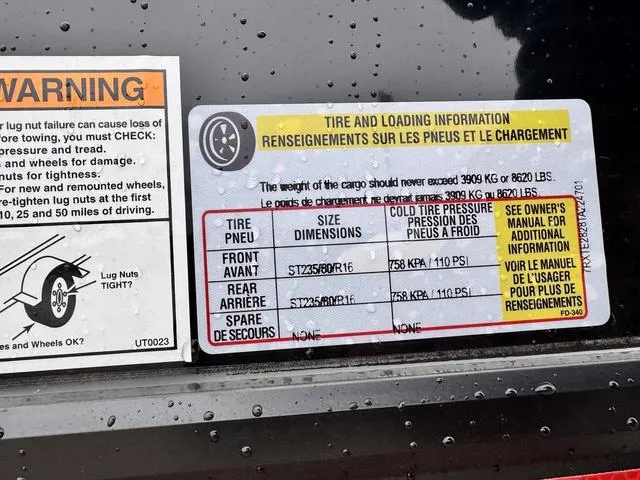 WARNING
r lug nut failure can cause loss of
fore towing, you must CHECK:
pressure and tread.
s and wheels for damage.
nuts for tightness.
For new and remounted wheels,
re-tighten lug nuts at the first
10, 25 and 50 miles of driving.
Lug Nuts
TIGHT?
es and Wheels OK?
UT0023
TIRE AND LOADING INFORMATION
RENSEIGNEMENTS SUR LES PNEUS ET LE CHARGEMENT
The weight of the cargo should never exceed 3909 KG or 8620 LBS.
Le poids de chargement ne devrait jamais 3909 KG ou 8620 LBS.
TIRE
PNEU
SIZE
DIMENSIONS
COLD TIRE PRESSURE
PRESSION DES
PNEUS A FROID
FRONT
AVANT
ST235/80/R16
758 KPA / 110 PSI
REAR
ARRIÈRE
ST235/80/R16
758 KPA / 110 PSI
SPARE
DE SECOURS
NONE
NONE
SEE OWNER'S
MANUAL FOR
ADDITIONAL
INFORMATION
VOIR LE MANUEL
DE L'USAGER
POUR PLUS DE
RENSEIGNEMENTS
FD-340